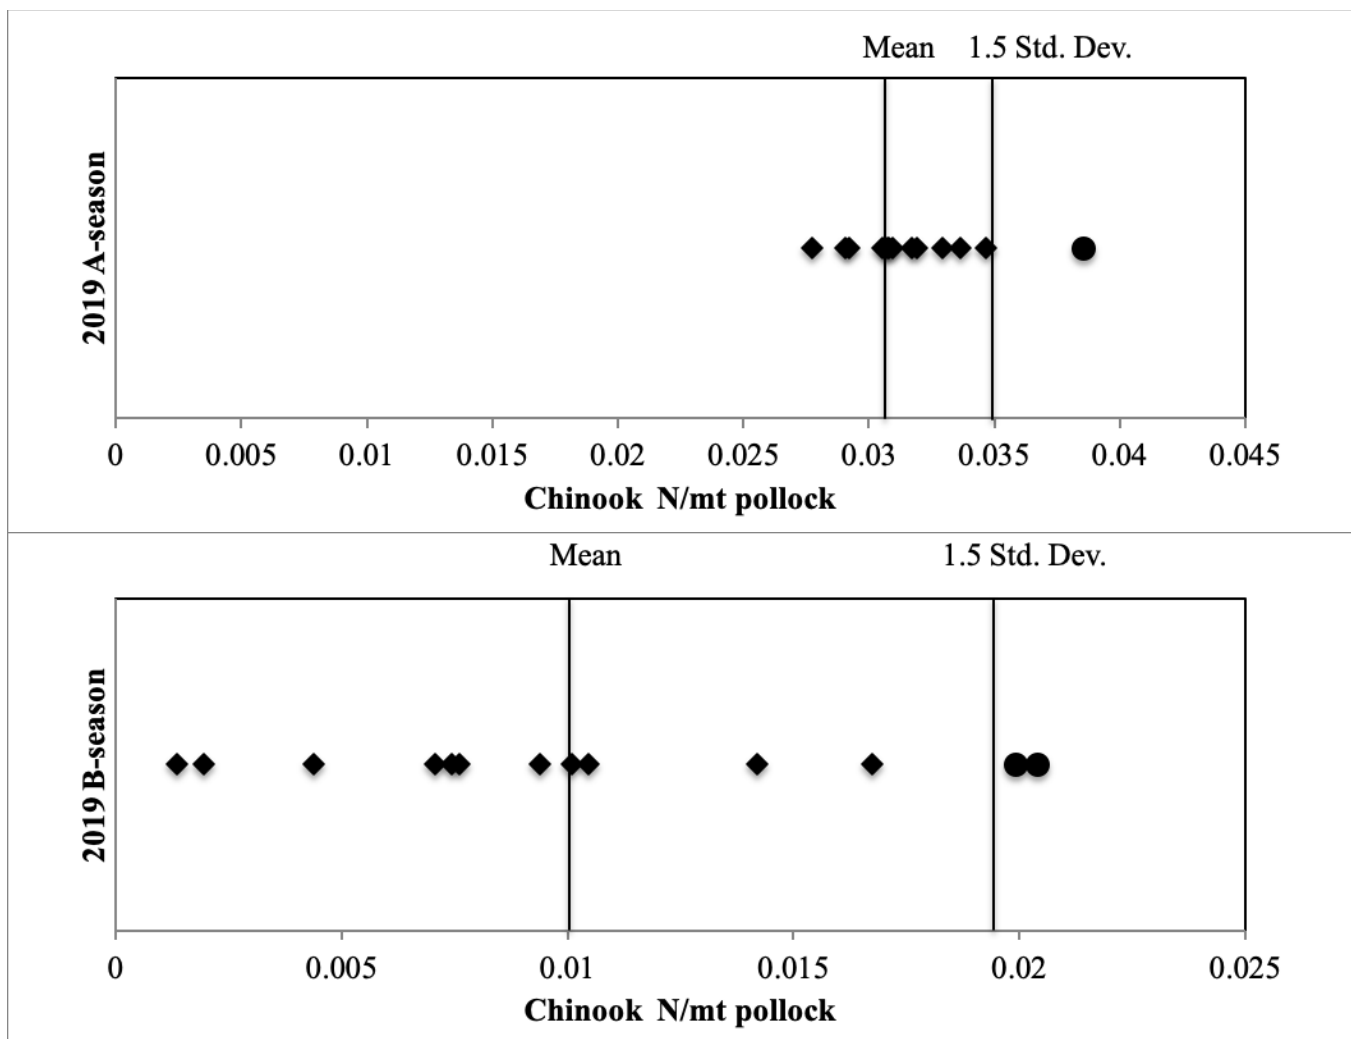 Mean 1.5 Std. Dev.
2019 A-season
0 0.005 0.01 0.015 0.02 0.025 0.03 0.035 0.04 0.045
Chinook N/mt pollock
Mean 1.5 Std. Dev.
2019 B-season
0 0.005 0.01 0.015 0.02 0.025
Chinook N/mt pollock